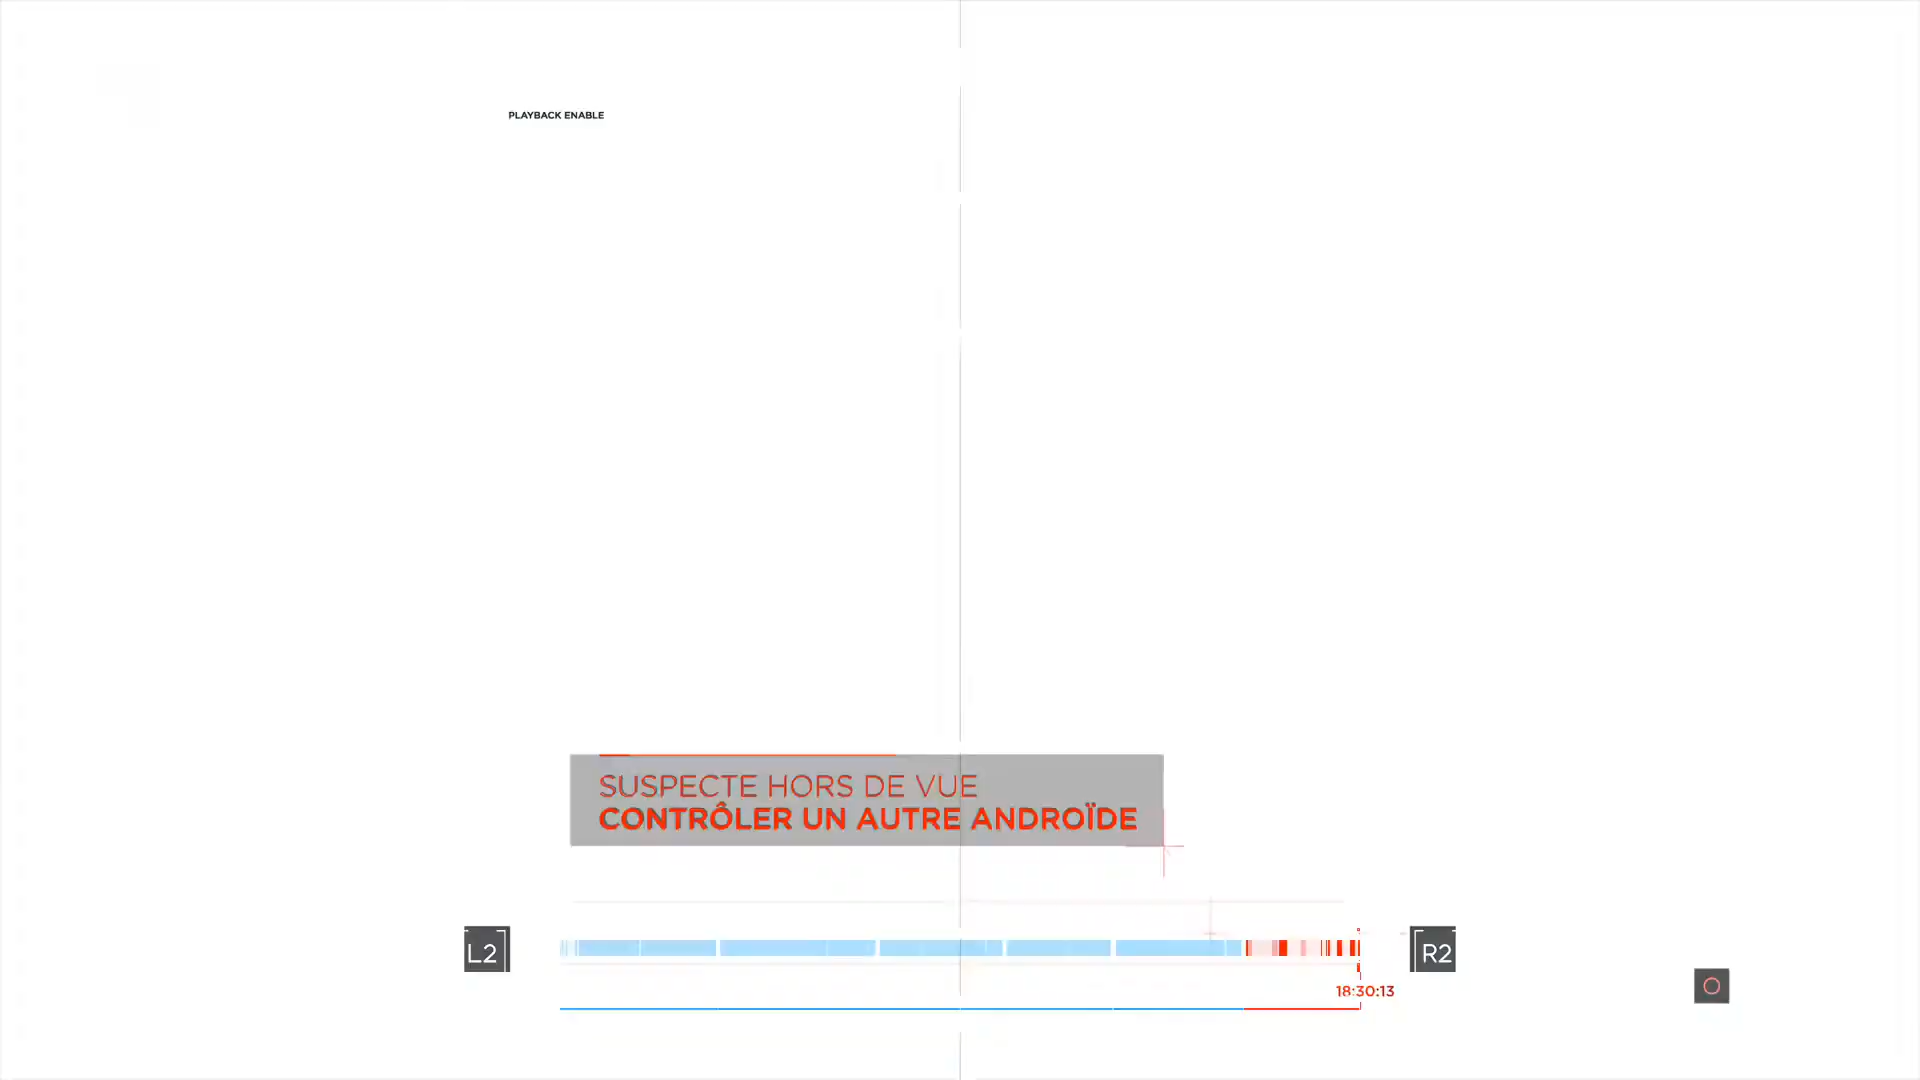 PLAYBACK ENABLE
SUSPECTE HORS DE VUE
CONTRÔLER UN AUTRE ANDROÏDE
L2
R2
18:30:13